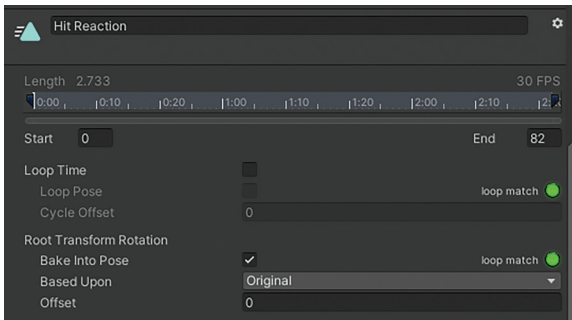 Hit Reaction
Length 2.733 30 FPS
0:00 0:10 0:20 1:00 1:10 1:20 2:00 2:10
Start 0 End 82
Loop Time
Loop Pose loop match
Cycle Offset 0
Root Transform Rotation
Bake Into Pose loop match
Based Upon Original
Offset 0